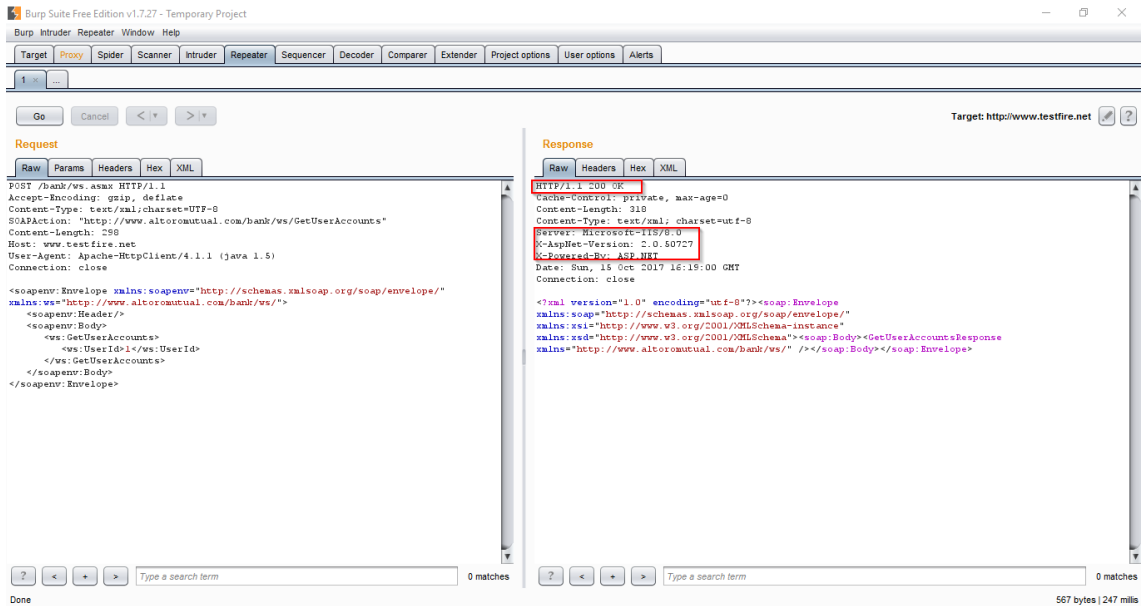 Burp Suite Free Edition v1.7.27 - Temporary Project
Burp Intruder Repeater Window Help
Target Proxy Spider Scanner Intruder Repeater Sequencer Decoder Comparer Extender Project options User options Alerts
1 × ...
Go Cancel < > Target: http://www.testfire.net ?
Request
Raw Params Headers Hex XML
POST /bank/ws.asmx HTTP/1.1
Accept-Encoding: gzip, deflate
Content-Type: text/xml;charset=UTF-8
SOAPAction: "http://www.altoromutual.com/bank/ws/GetUserAccounts"
Content-Length: 298
Host: www.testfire.net
User-Agent: Apache-HttpClient/4.1.1 (java 1.5)
Connection: close
<soapenv:Envelope xmlns:soapenv="http://schemas.xmlsoap.org/soap/envelope/"
xmlns:ws="http://www.altoromutual.com/bank/ws/">
<soapenv:Header/>
<soapenv:Body>
<ws:GetUserAccounts>
<ws:UserId>1</ws:UserId>
</ws:GetUserAccounts>
</soapenv:Body>
</soapenv:Envelope>
? < + > Type a search term 0 matches
Response
Raw Headers Hex XML
HTTP/1.1 200 OK
Cache-Control: private, max-age=0
Content-Length: 318
Content-Type: text/xml; charset=utf-8
Server: Microsoft-IIS/8.0
X-AspNet-Version: 2.0.50727
X-Powered-By: ASP.NET
Date: Sun, 15 Oct 2017 16:19:00 GMT
Connection: close
<?xml version="1.0" encoding="utf-8"?><soap:Envelope
xmlns:soap="http://schemas.xmlsoap.org/soap/envelope/"
xmlns:xsi="http://www.w3.org/2001/XMLSchema-instance"
xmlns:xsd="http://www.w3.org/2001/XMLSchema"><soap:Body><GetUserAccountsResponse
xmlns="http://www.altoromutual.com/bank/ws/" /></soap:Body></soap:Envelope>
? < + > Type a search term 0 matches
Done 567 bytes | 247 millis